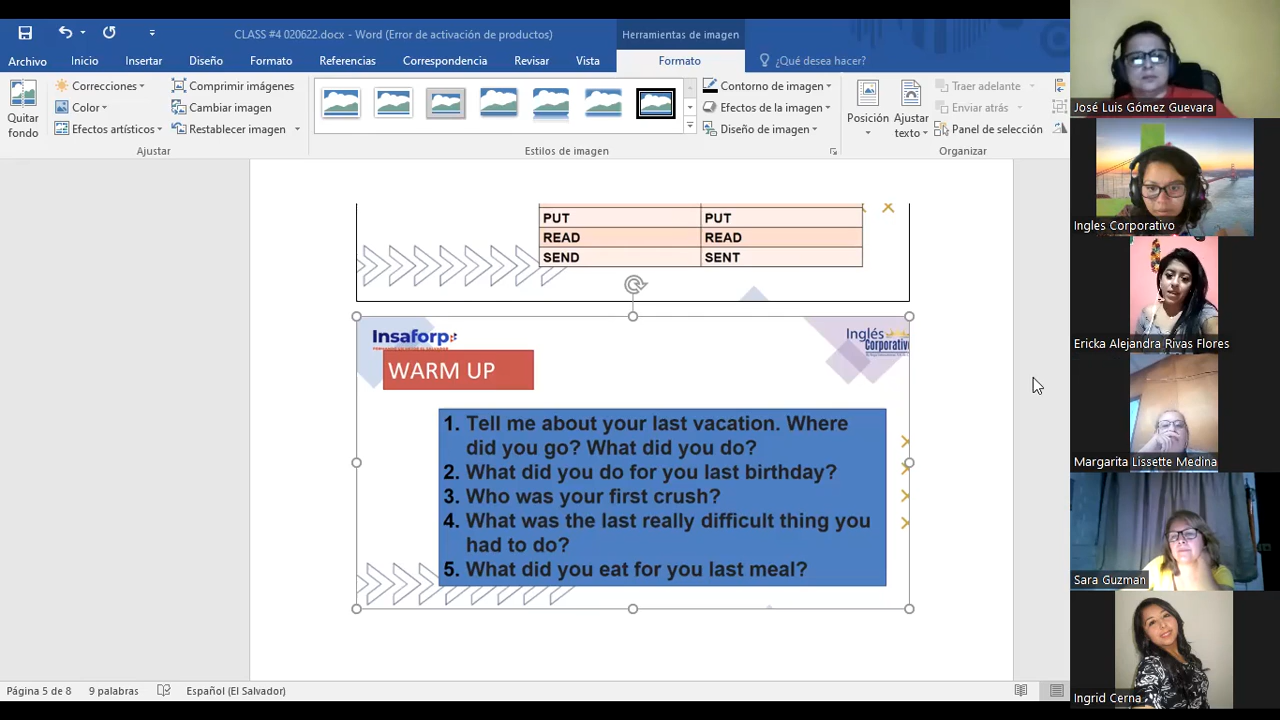 CLASS #4 020622.docx - Word (Error de activación de productos)
Herramientas de imagen
Archivo
Inicio
Insertar
Diseño
Formato
Referencias
Correspondencia
Revisar
Vista
Formato
¿Qué desea hacer?
Quitar fondo
Correcciones
Color
Efectos artísticos
Comprimir imágenes
Cambiar imagen
Restablecer imagen
Ajustar
Estilos de imagen
Contorno de imagen
Efectos de la imagen
Diseño de imagen
Posición
Ajustar texto
Traer adelante
Enviar atrás
Panel de selección
Organizar
PUT PUT
READ READ
SEND SENT
Insaforp
Inglés
Corporativo
WARM UP
1. Tell me about your last vacation. Where
did you go? What did you do?
2. What did you do for you last birthday?
3. Who was your first crush?
4. What was the last really difficult thing you
had to do?
5. What did you eat for you last meal?
Página 5 de 8
9 palabras
Español (El Salvador)
José Luis Gómez Guevara
Ingles Corporativo
Ericka Alejandra Rivas Flores
Margarita Lissette Medina
Sara Guzman
Ingrid Cerna